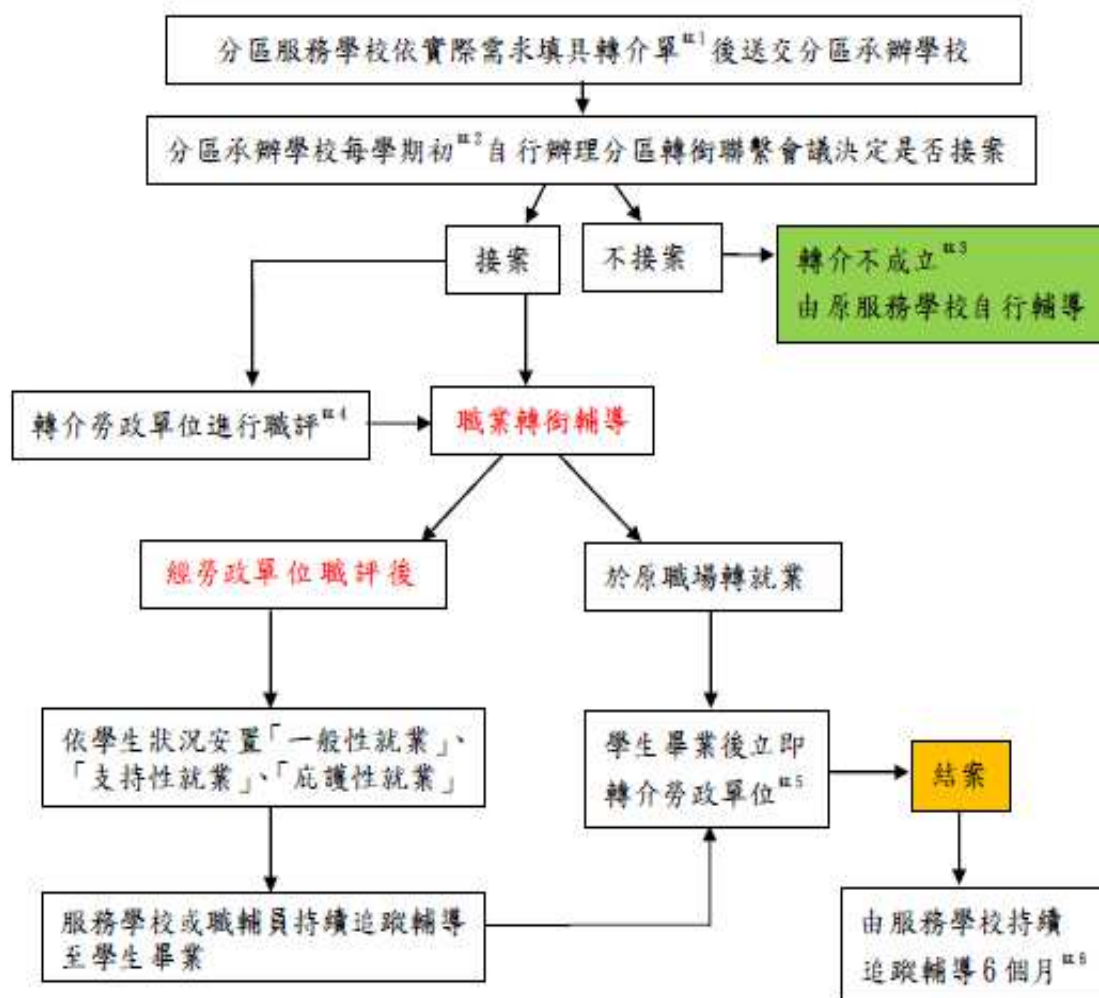 分區服務學校依實際需求填具轉介單註1後送交分區承辦學校
分區承辦學校每學期初註2自行辦理分區轉銜聯繫會議決定是否接案
接案
不接案
轉介不成立註3
由原服務學校自行輔導
轉介勞政單位進行職評註4
職業轉銜輔導
經勞政單位職評後
於原職場轉就業
依學生狀況安置「一般性就業」、
「支持性就業」、「庇護性就業」
學生畢業後立即
轉介勞政單位註5
結案
服務學校或職輔員持續追蹤輔導
至學生畢業
由服務學校持續
追蹤輔導6個月註6